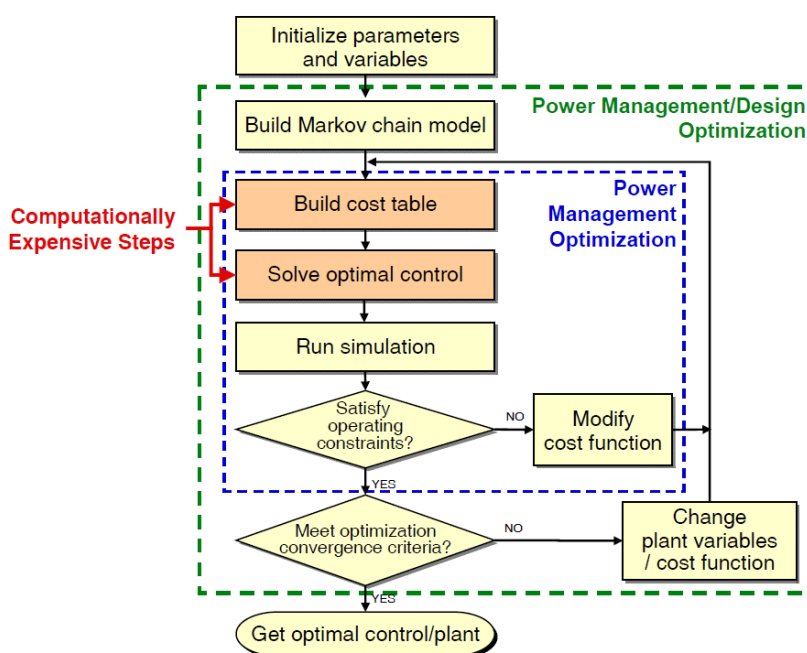 Initialize parameters
and variables
Power Management/Design
Optimization
Build Markov chain model
Power
Management
Optimization
Build cost table
Computationally
Expensive Steps
Solve optimal control
Run simulation
Satisfy
operating
constraints?
NO
Modify
cost function
YES
Meet optimization
convergence criteria?
NO
Change
plant variables
/ cost function
YES
Get optimal control/plant